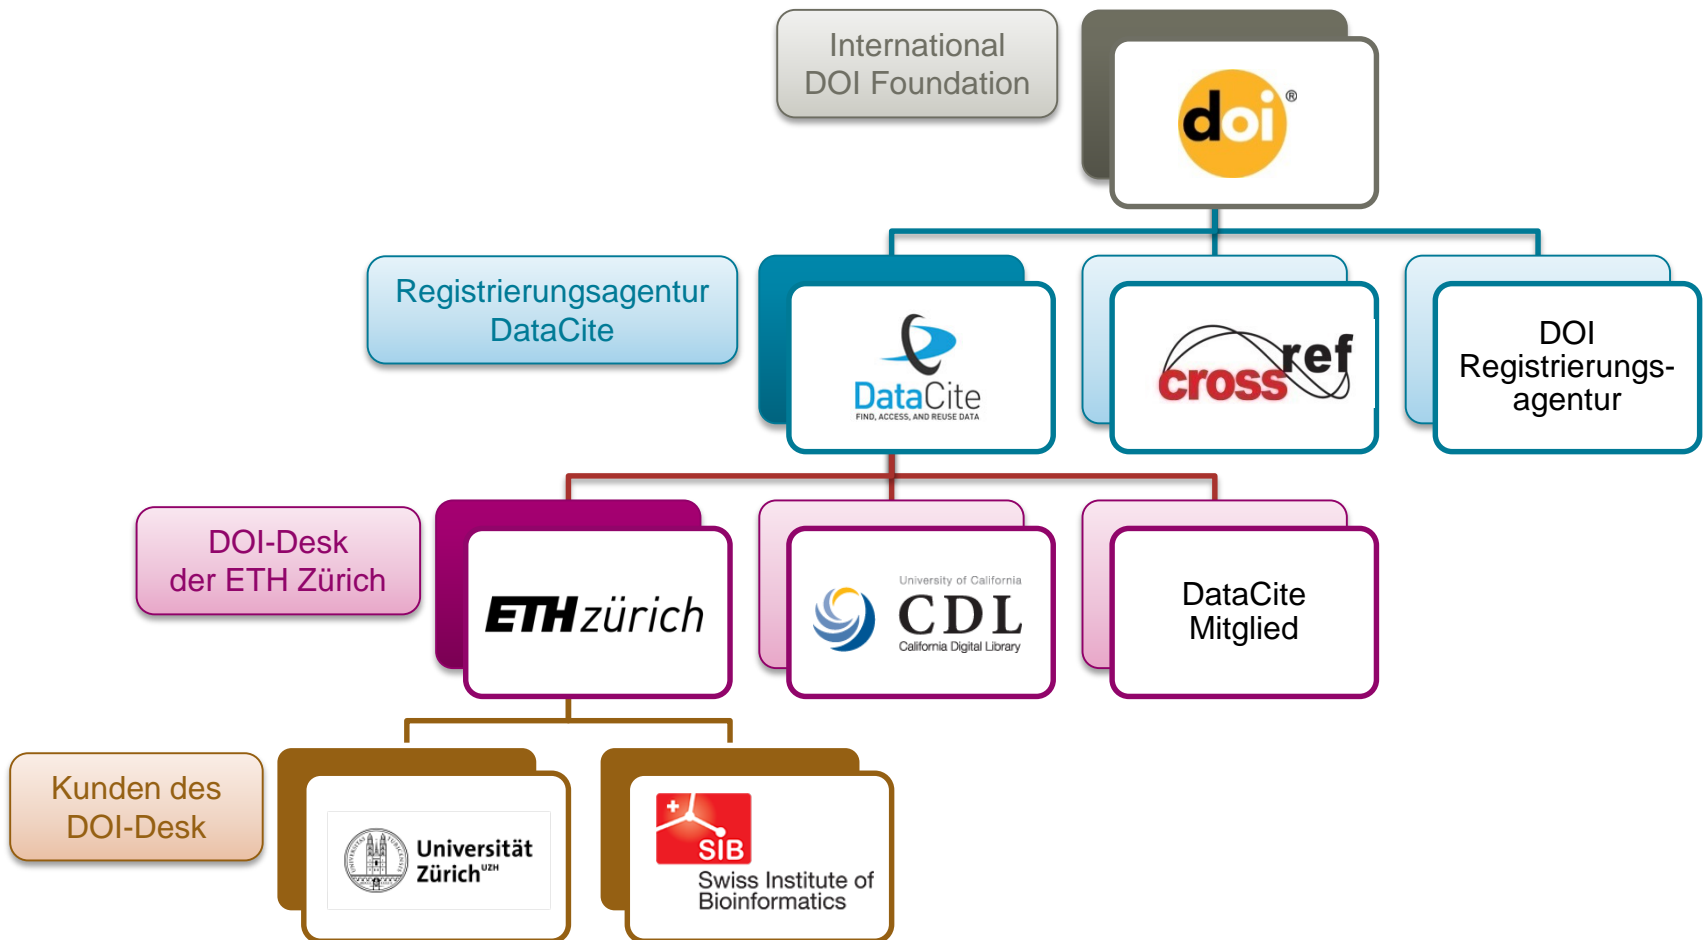 International
DOI Foundation
doi®
Registrierungsagentur
DataCite
DataCite
FIND, ACCESS, AND REUSE DATA
crossref
DOI
Registrierungs-
agentur
DOI-Desk
der ETH Zürich
ETH zürich
University of California
CDL
California Digital Library
DataCite
Mitglied
Kunden des
DOI-Desk
Universität
Zürich UZH
SIB
Swiss Institute of
Bioinformatics